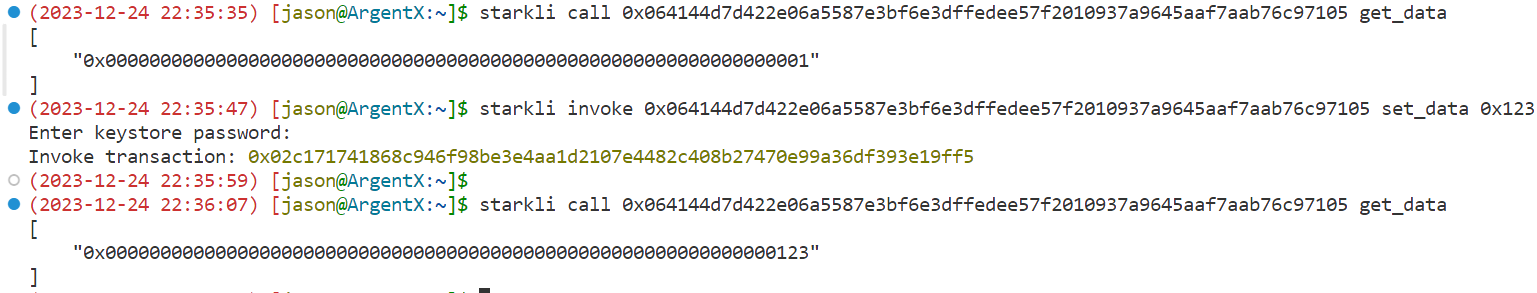 (2023-12-24 22:35:35) [jason@ArgentX:~]$ starkli call 0x064144d7d422e06a5587e3bf6e3dffedee57f2010937a9645aaf7aab76c97105 get_data
[
    "0x0000000000000000000000000000000000000000000000000000000000000001"
]
(2023-12-24 22:35:47) [jason@ArgentX:~]$ starkli invoke 0x064144d7d422e06a5587e3bf6e3dffedee57f2010937a9645aaf7aab76c97105 set_data 0x123
Enter keystore password:
Invoke transaction: 0x02c171741868c946f98be3e4aa1d2107e4482c408b27470e99a36df393e19ff5
(2023-12-24 22:35:59) [jason@ArgentX:~]$
(2023-12-24 22:36:07) [jason@ArgentX:~]$ starkli call 0x064144d7d422e06a5587e3bf6e3dffedee57f2010937a9645aaf7aab76c97105 get_data
[
    "0x0000000000000000000000000000000000000000000000000000000000000123"
]